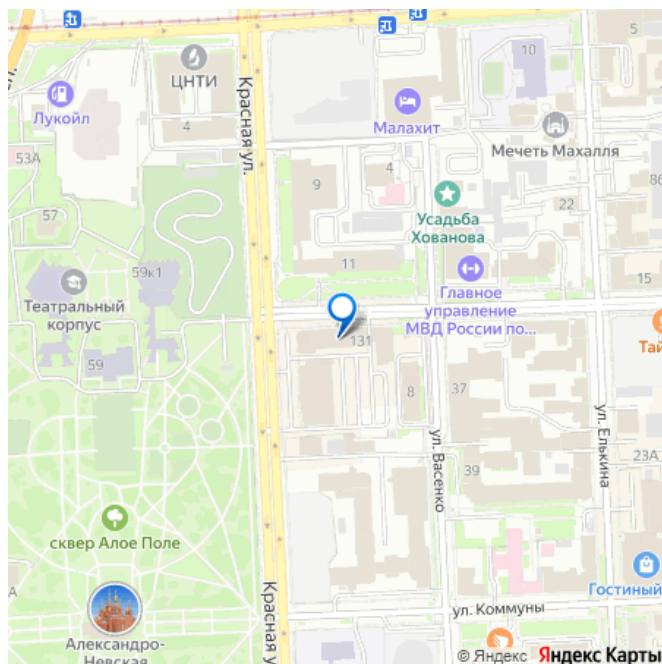 10
5
ЦНТИ
Лукойл
4
Красная ул.
Малахит
Мечеть Махалля
53А
4
9
86
57
22
Усадьба
Хованова
59к1
11
15
Театральный
корпус
Главное
управление
МВД России по...
131
Тай
59
8
37
ул. Васенко
ул. Елькина
39
23А
сквер Алое Поле
Гостиный
Красная у
ул. Коммуны
Александро-
Невская
© Яндекс Яндекс Карты